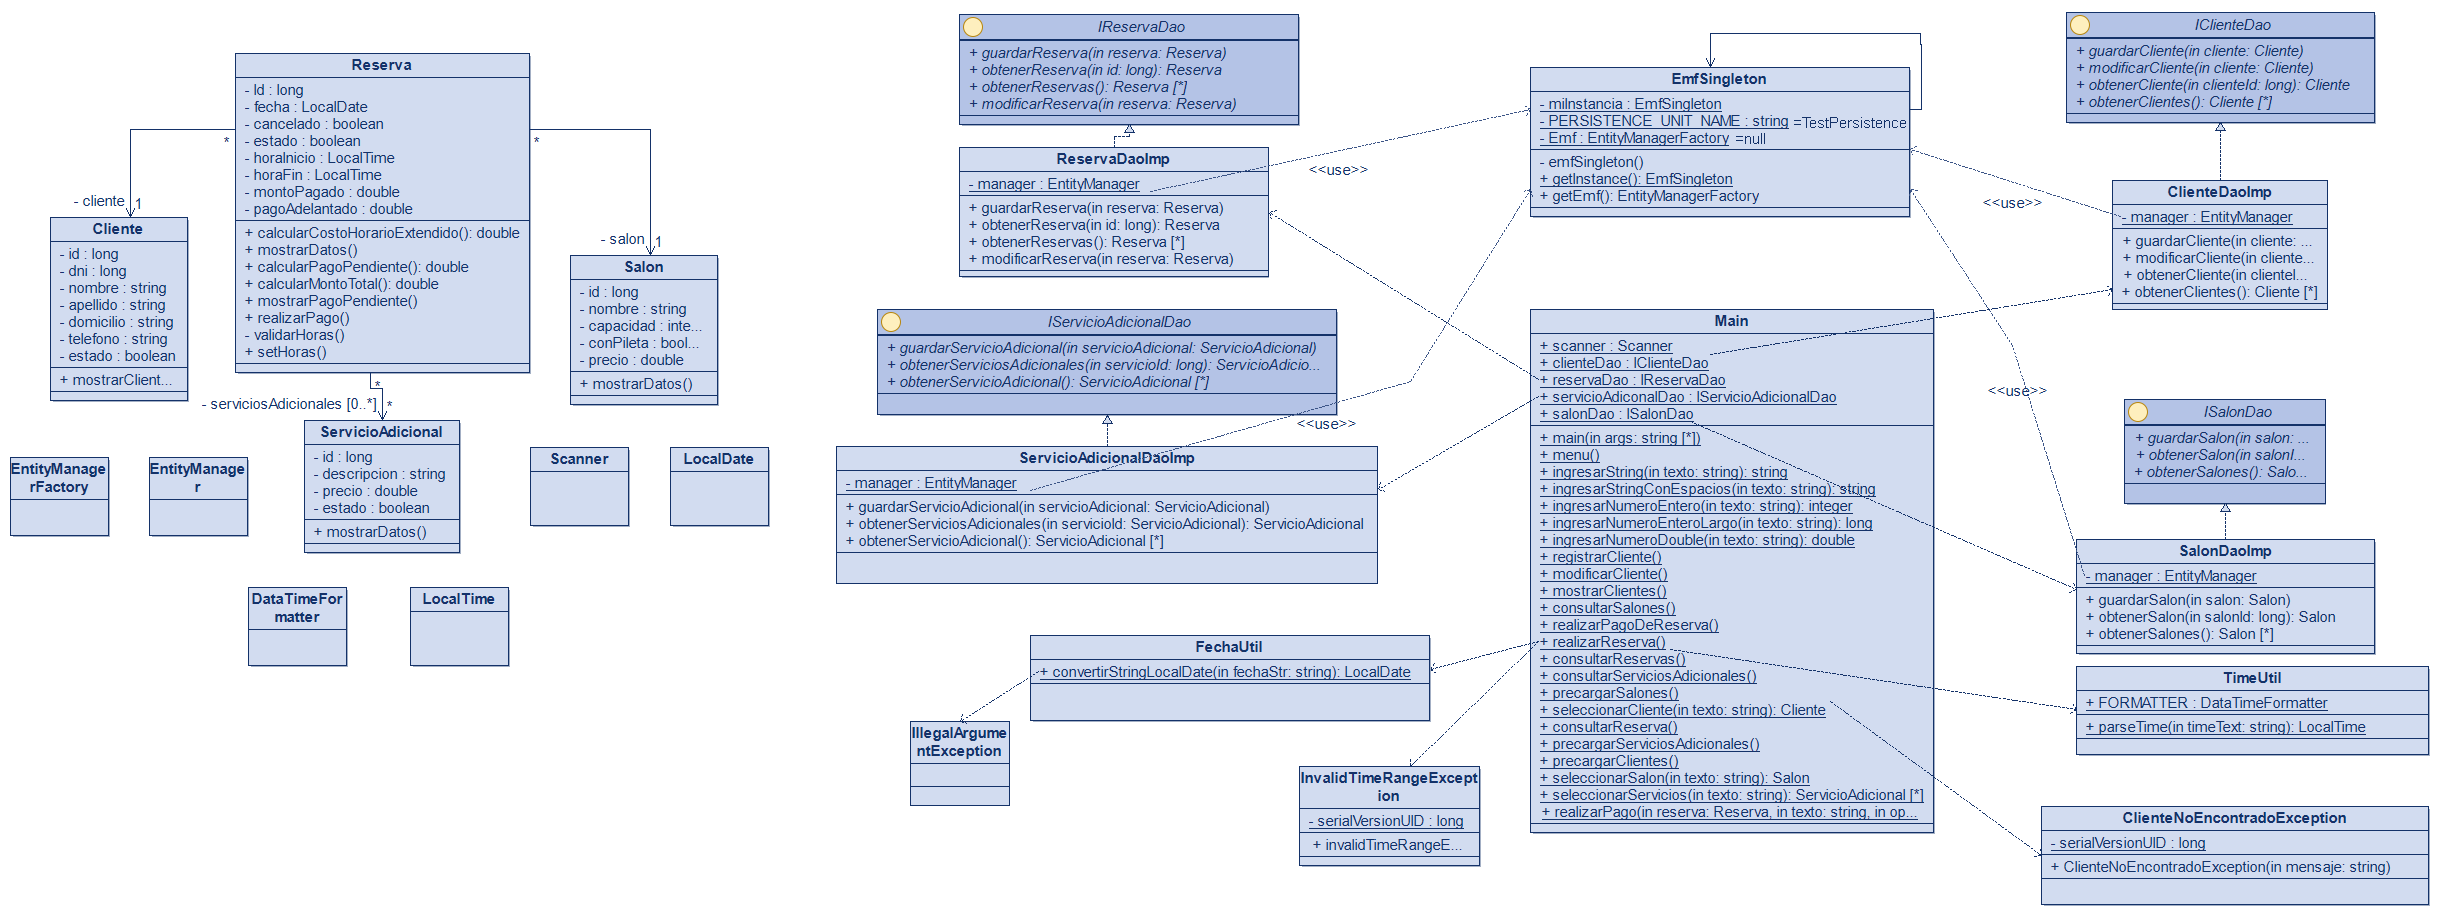 Reserva
- Id : long
- fecha : LocalDate
- cancelado : boolean
- estado : boolean
- horaInicio : LocalTime
- horaFin : LocalTime
- montoPagado : double
- pagoAdelantado : double
+ calcularCostoHorarioExtendido(): double
+ mostrarDatos()
+ calcularPagoPendiente(): double
+ calcularMontoTotal(): double
+ mostrarPagoPendiente()
+ realizarPago()
- validarHoras()
+ setHoras()
*
*
- cliente
1
- salon
1
*
- serviciosAdicionales [0..*]
*
Cliente
- id : long
- dni : long
- nombre : string
- apellido : string
- domicilio : string
- telefono : string
- estado : boolean
+ mostrarClient...
Salon
- id : long
- nombre : string
- capacidad : inte...
- conPileta : bool...
- precio : double
+ mostrarDatos()
ServicioAdicional
- id : long
- descripcion : string
- precio : double
- estado : boolean
+ mostrarDatos()
EntityManage
rFactory
EntityManage
r
Scanner
LocalDate
DataTimeFor
matter
LocalTime
IReservaDao
+ guardarReserva(in reserva: Reserva)
+ obtenerReserva(in id: long): Reserva
+ obtenerReservas(): Reserva [*]
+ modificarReserva(in reserva: Reserva)
ReservaDaoImp
- manager : EntityManager
+ guardarReserva(in reserva: Reserva)
+ obtenerReserva(in id: long): Reserva
+ obtenerReservas(): Reserva [*]
+ modificarReserva(in reserva: Reserva)
IServicioAdicionalDao
+ guardarServicioAdicional(in servicioAdicional: ServicioAdicional)
+ obtenerServiciosAdicionales(in servicioId: long): ServicioAdicio...
+ obtenerServicioAdicional(): ServicioAdicional [*]
ServicioAdicionalDaoImp
- manager : EntityManager
+ guardarServicioAdicional(in servicioAdicional: ServicioAdicional)
+ obtenerServiciosAdicionales(in servicioId: ServicioAdicional): ServicioAdicional
+ obtenerServicioAdicional(): ServicioAdicional [*]
<<use>>
<<use>>
<<use>>
<<use>>
EmfSingleton
- miInstancia : EmfSingleton
- PERSISTENCE_UNIT_NAME : string =TestPersistence
- Emf : EntityManagerFactory =null
- emfSingleton()
+ getInstance(): EmfSingleton
+ getEmf(): EntityManagerFactory
Main
+ scanner : Scanner
+ clienteDao : IClienteDao
+ reservaDao : IReservaDao
+ servicioAdiconalDao : IServicioAdicionalDao
+ salonDao : ISalonDao
+ main(in args: string [*])
+ menu()
+ ingresarString(in texto: string): string
+ ingresarStringConEspacios(in texto: string): string
+ ingresarNumeroEntero(in texto: string): integer
+ ingresarNumeroEnteroLargo(in texto: string): long
+ ingresarNumeroDouble(in texto: string): double
+ registrarCliente()
+ modificarCliente()
+ mostrarClientes()
+ consultarSalones()
+ realizarPagoDeReserva()
+ realizarReserva()
+ consultarReservas()
+ consultarServiciosAdicionales()
+ precargarSalones()
+ seleccionarCliente(in texto: string): Cliente
+ consultarReserva()
+ precargarServiciosAdicionales()
+ precargarClientes()
+ seleccionarSalon(in texto: string): Salon
+ seleccionarServicios(in texto: string): ServicioAdicional [*]
+ realizarPago(in reserva: Reserva, in texto: string, in op...
FechaUtil
+ convertirStringLocalDate(in fechaStr: string): LocalDate
IllegalArgume
ntException
InvalidTimeRangeExcept
ion
- serialVersionUID : long
+ invalidTimeRangeE...
IClienteDao
+ guardarCliente(in cliente: Cliente)
+ modificarCliente(in cliente: Cliente)
+ obtenerCliente(in clienteId: long): Cliente
+ obtenerClientes(): Cliente [*]
ClienteDaoImp
- manager : EntityManager
+ guardarCliente(in cliente: ...
+ modificarCliente(in cliente...
+ obtenerCliente(in clienteI...
+ obtenerClientes(): Cliente [*]
ISalonDao
+ guardarSalon(in salon: ...
+ obtenerSalon(in salonI...
+ obtenerSalones(): Salo...
SalonDaoImp
- manager : EntityManager
+ guardarSalon(in salon: Salon)
+ obtenerSalon(in salonId: long): Salon
+ obtenerSalones(): Salon [*]
TimeUtil
+ FORMATTER : DataTimeFormatter
+ parseTime(in timeText: string): LocalTime
ClienteNoEncontradoException
- serialVersionUID : long
+ ClienteNoEncontradoException(in mensaje: string)